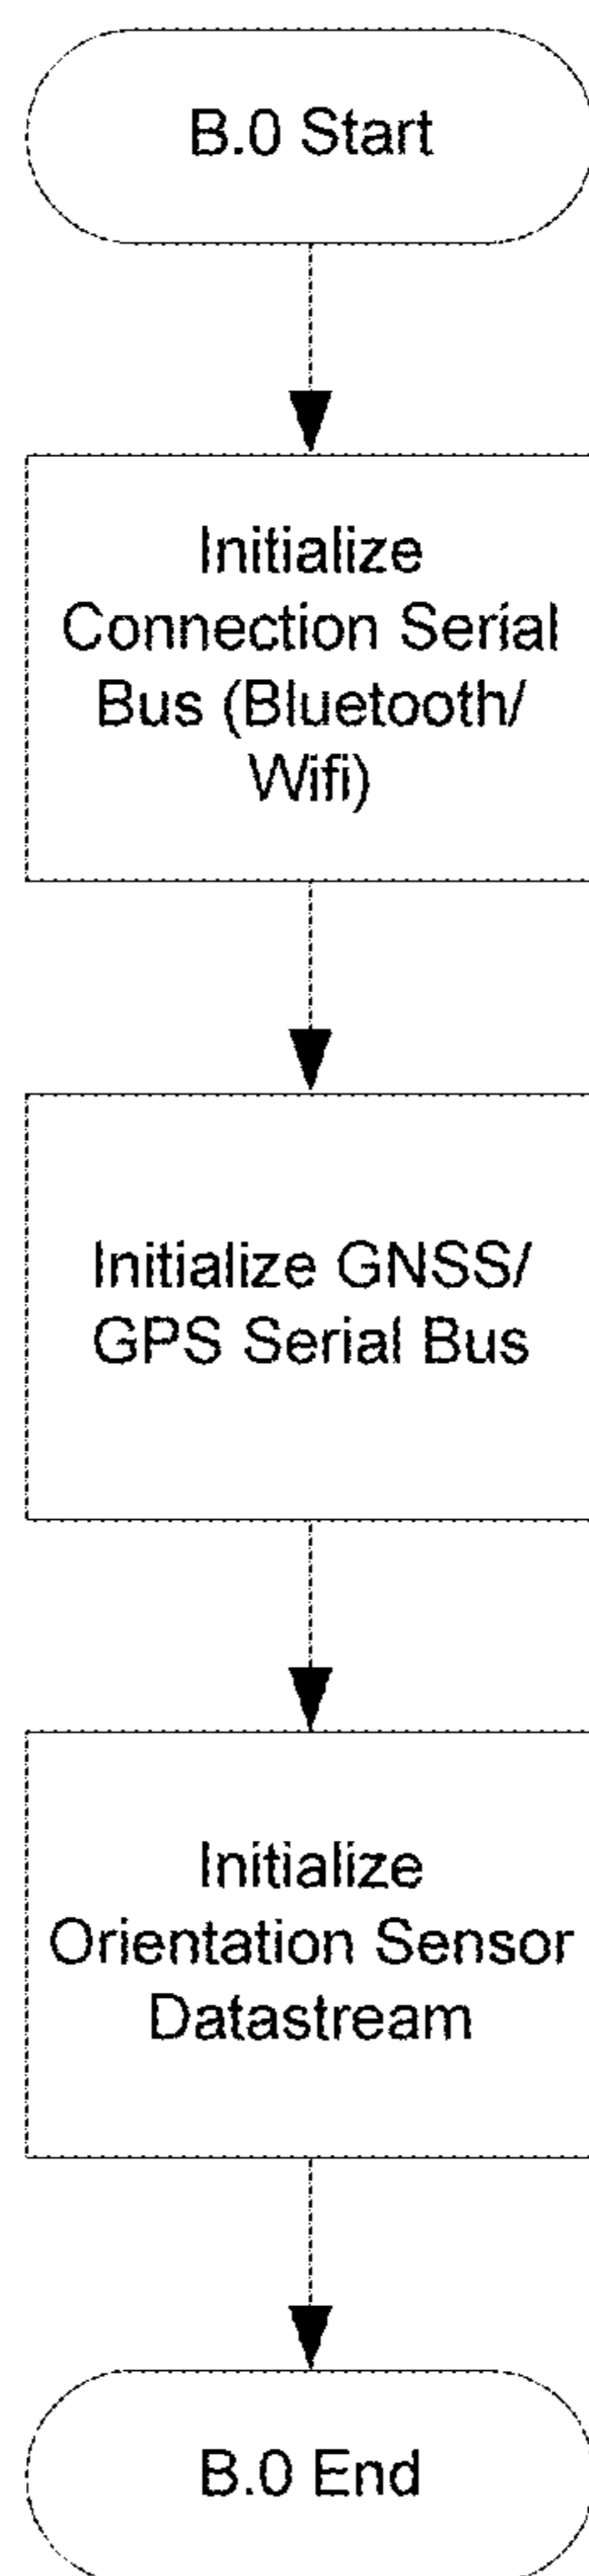 B.0 Start
Initialize
Connection Serial
Bus (Bluetooth/
Wifi)
Initialize GNSS/
GPS Serial Bus
Initialize
Orientation Sensor
Datastream
B.0 End